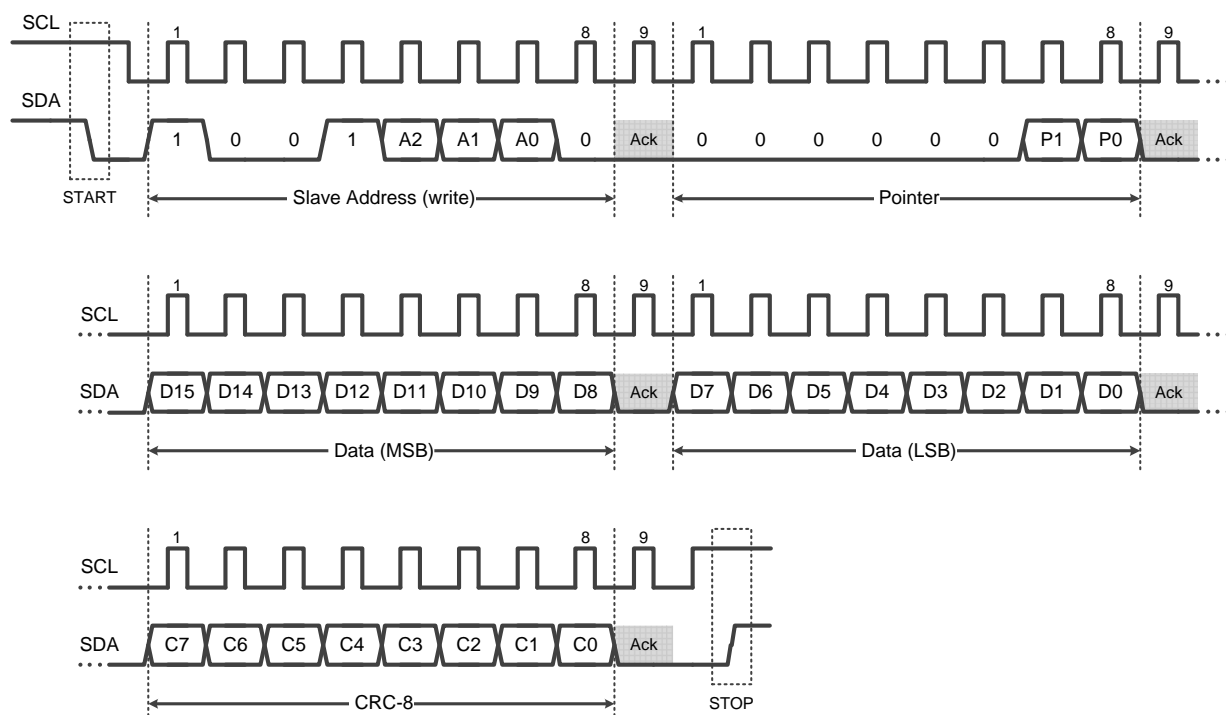 SCL 1 8 9 1 8 9
SDA 1 0 0 1 A2 A1 A0 0 Ack 0 0 0 0 0 0 P1 P0 Ack
START Slave Address (write) Pointer
1 8 9 1 8 9
SCL
SDA D15 D14 D13 D12 D11 D10 D9 D8 Ack D7 D6 D5 D4 D3 D2 D1 D0 Ack
Data (MSB) Data (LSB)
1 8 9
SCL
SDA C7 C6 C5 C4 C3 C2 C1 C0 Ack
CRC-8 STOP